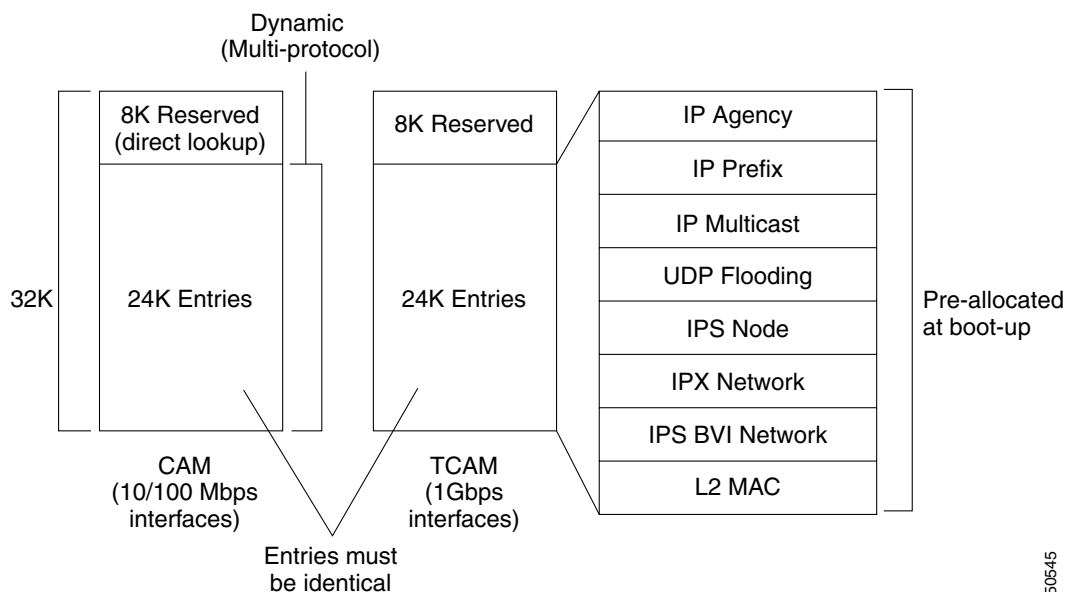 Dynamic
(Multi-protocol)
8K Reserved
(direct lookup)
8K Reserved
32K
24K Entries
24K Entries
CAM
(10/100 Mbps
interfaces)
TCAM
(1Gbps
interfaces)
Entries must
be identical
IP Agency
IP Prefix
IP Multicast
UDP Flooding
IPS Node
IPX Network
IPS BVI Network
L2 MAC
Pre-allocated
at boot-up